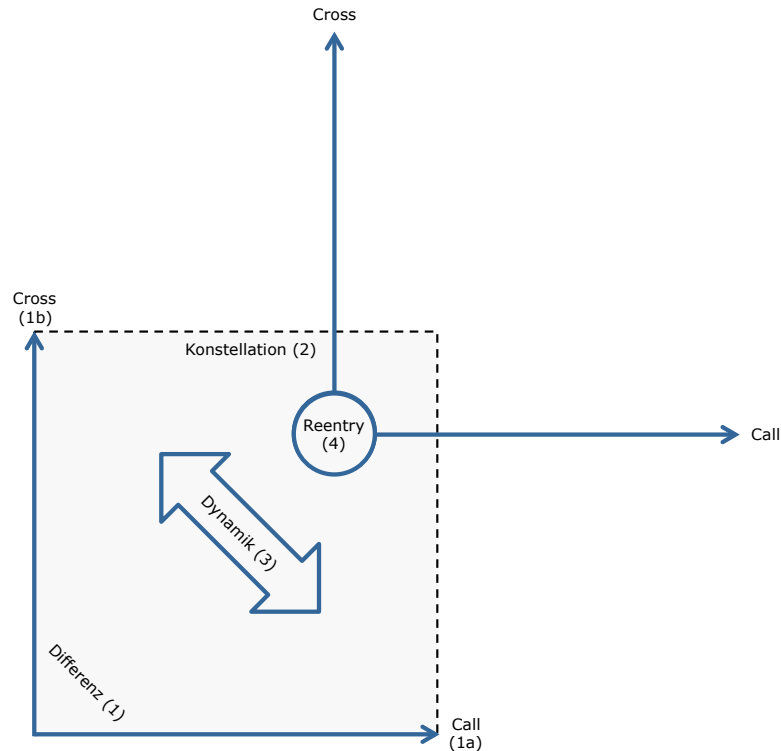 Cross
Cross
(1b)
Konstellation (2)
Reentry
(4)
Call
Dynamik (3)
Differenz (1)
Call
(1a)